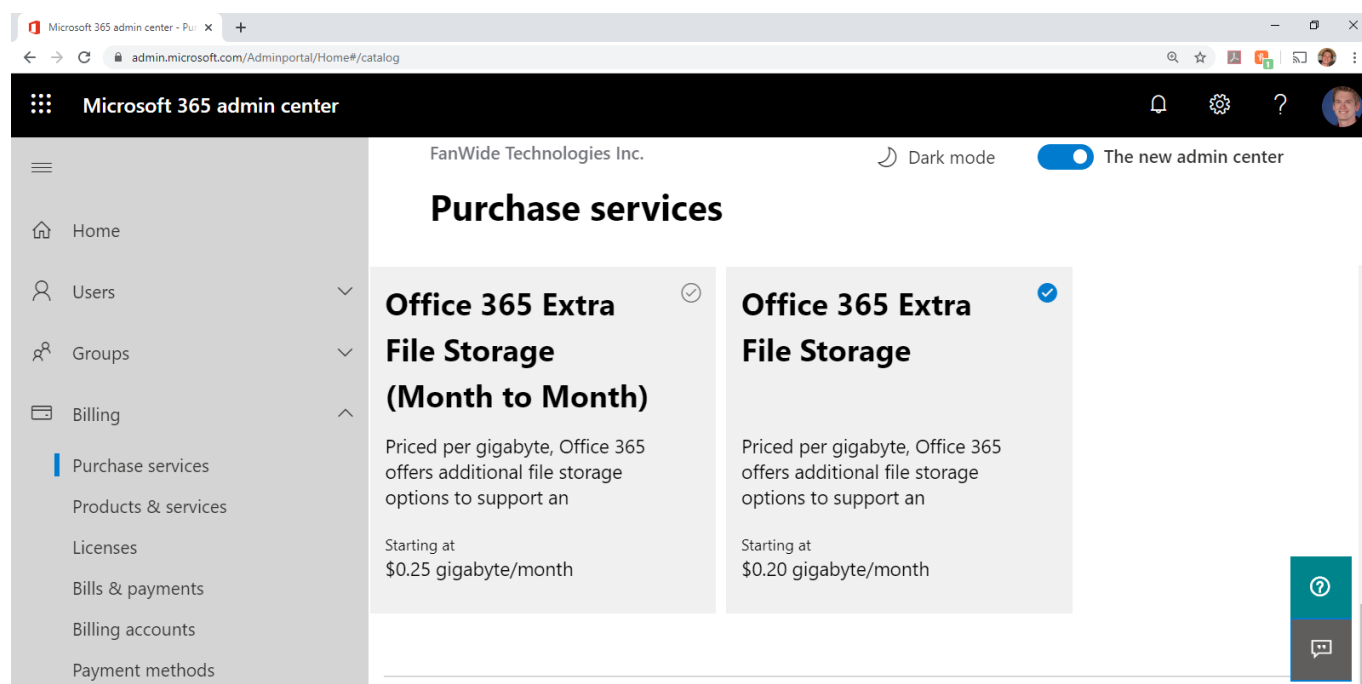 Microsoft 365 admin center - Pur
admin.microsoft.com/Adminportal/Home#/catalog
Microsoft 365 admin center
?
FanWide Technologies Inc.
Dark mode
The new admin center
Purchase services
Home
Users
Groups
Billing
Purchase services
Products & services
Licenses
Bills & payments
Billing accounts
Payment methods
Office 365 Extra
File Storage
(Month to Month)
Priced per gigabyte, Office 365
offers additional file storage
options to support an
Starting at
$0.25 gigabyte/month
Office 365 Extra
File Storage
Priced per gigabyte, Office 365
offers additional file storage
options to support an
Starting at
$0.20 gigabyte/month